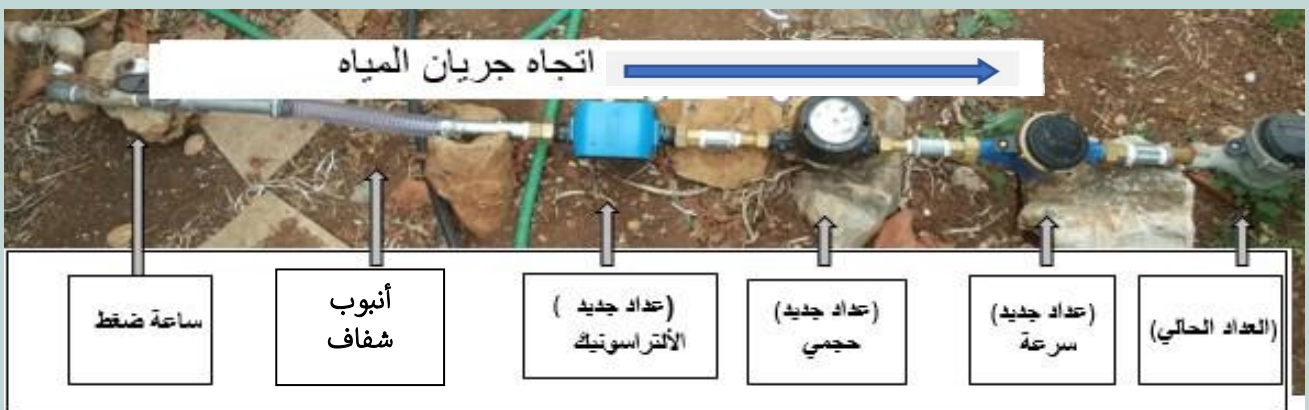 اتجاه جريان المياه
(العداد الحالي)
(عداد جديد)
سرعة
(عداد جديد)
حجمي
(عداد جديد )
الألتراسونيك
أنبوب
شفاف
ساعة ضغط